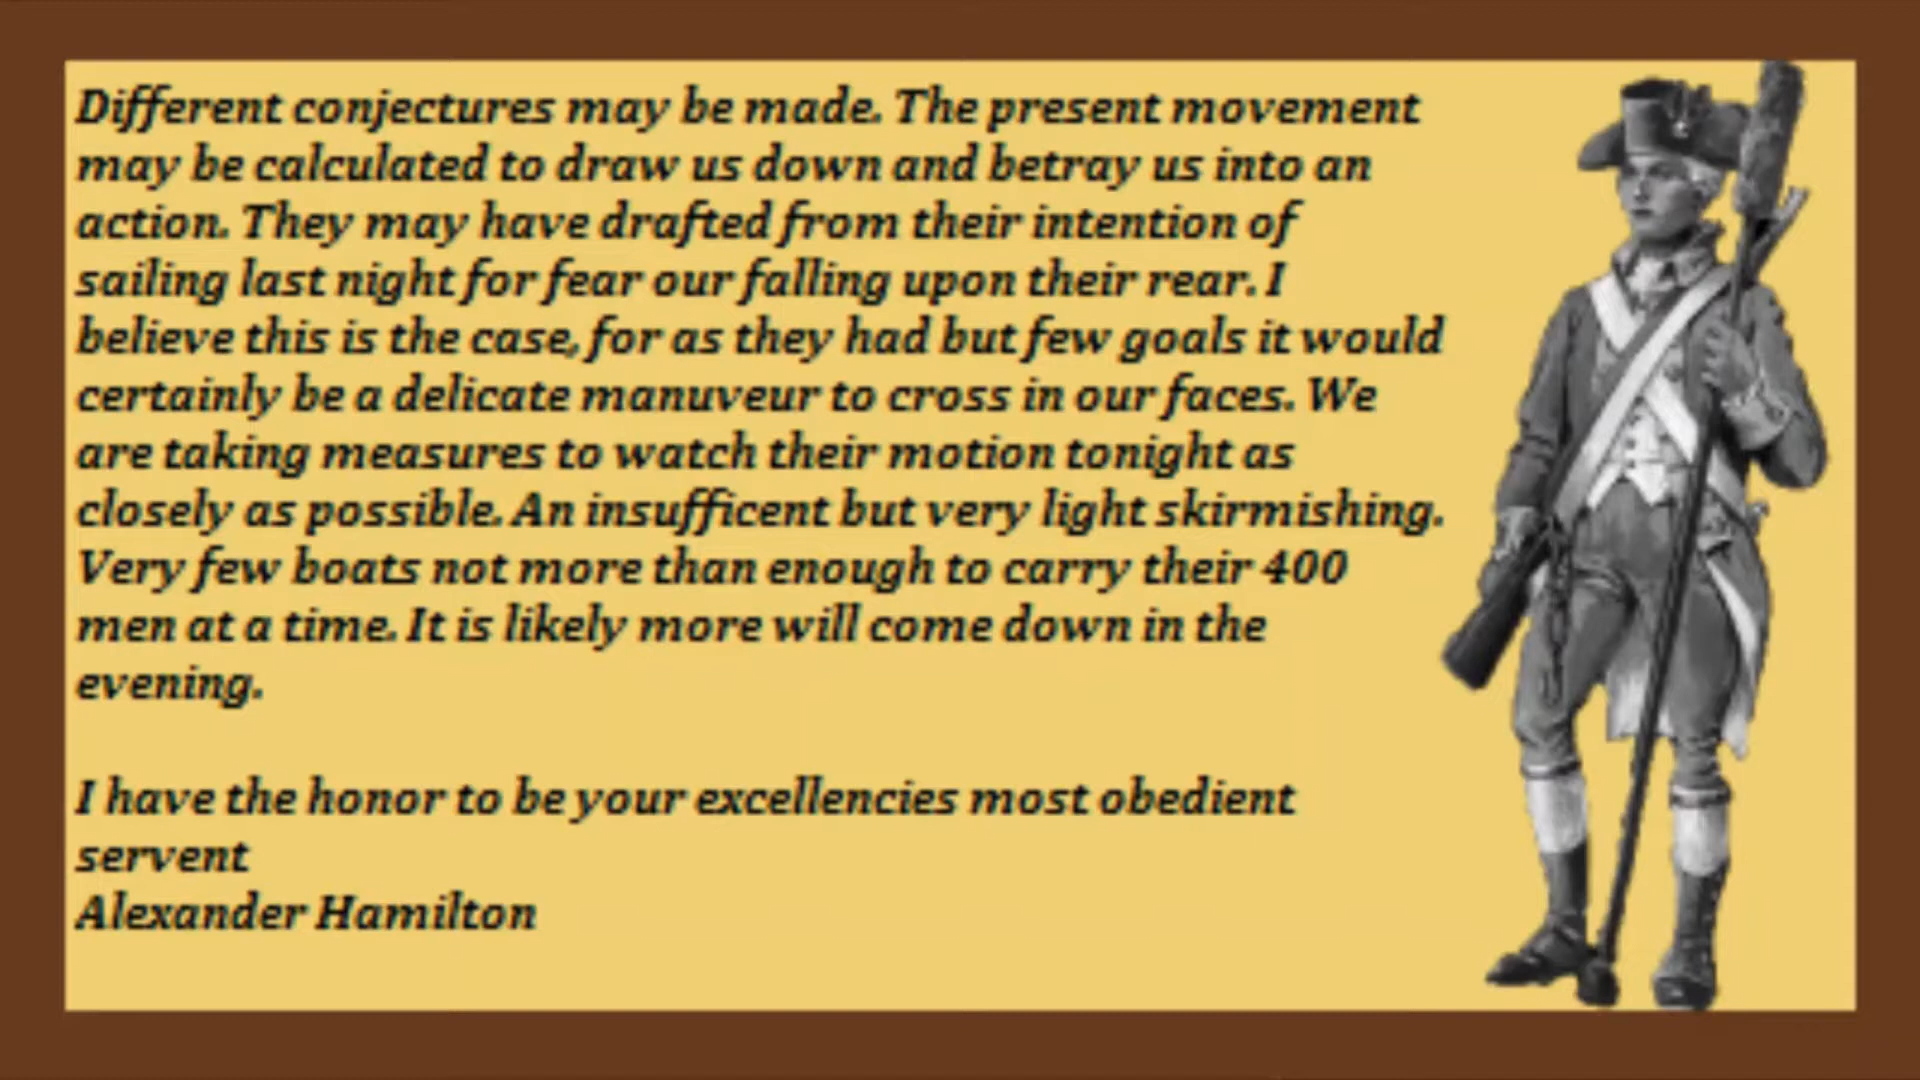 Different conjectures may be made. The present movement
may be calculated to draw us down and betray us into an
action. They may have drafted from their intention of
sailing last night for fear our falling upon their rear. I
believe this is the case, for as they had but few goals it would
certainly be a delicate manuveur to cross in our faces. We
are taking measures to watch their motion tonight as
closely as possible. An insufficent but very light skirmishing.
Very few boats not more than enough to carry their 400
men at a time. It is likely more will come down in the
evening.
I have the honor to be your excellencies most obedient
servent
Alexander Hamilton